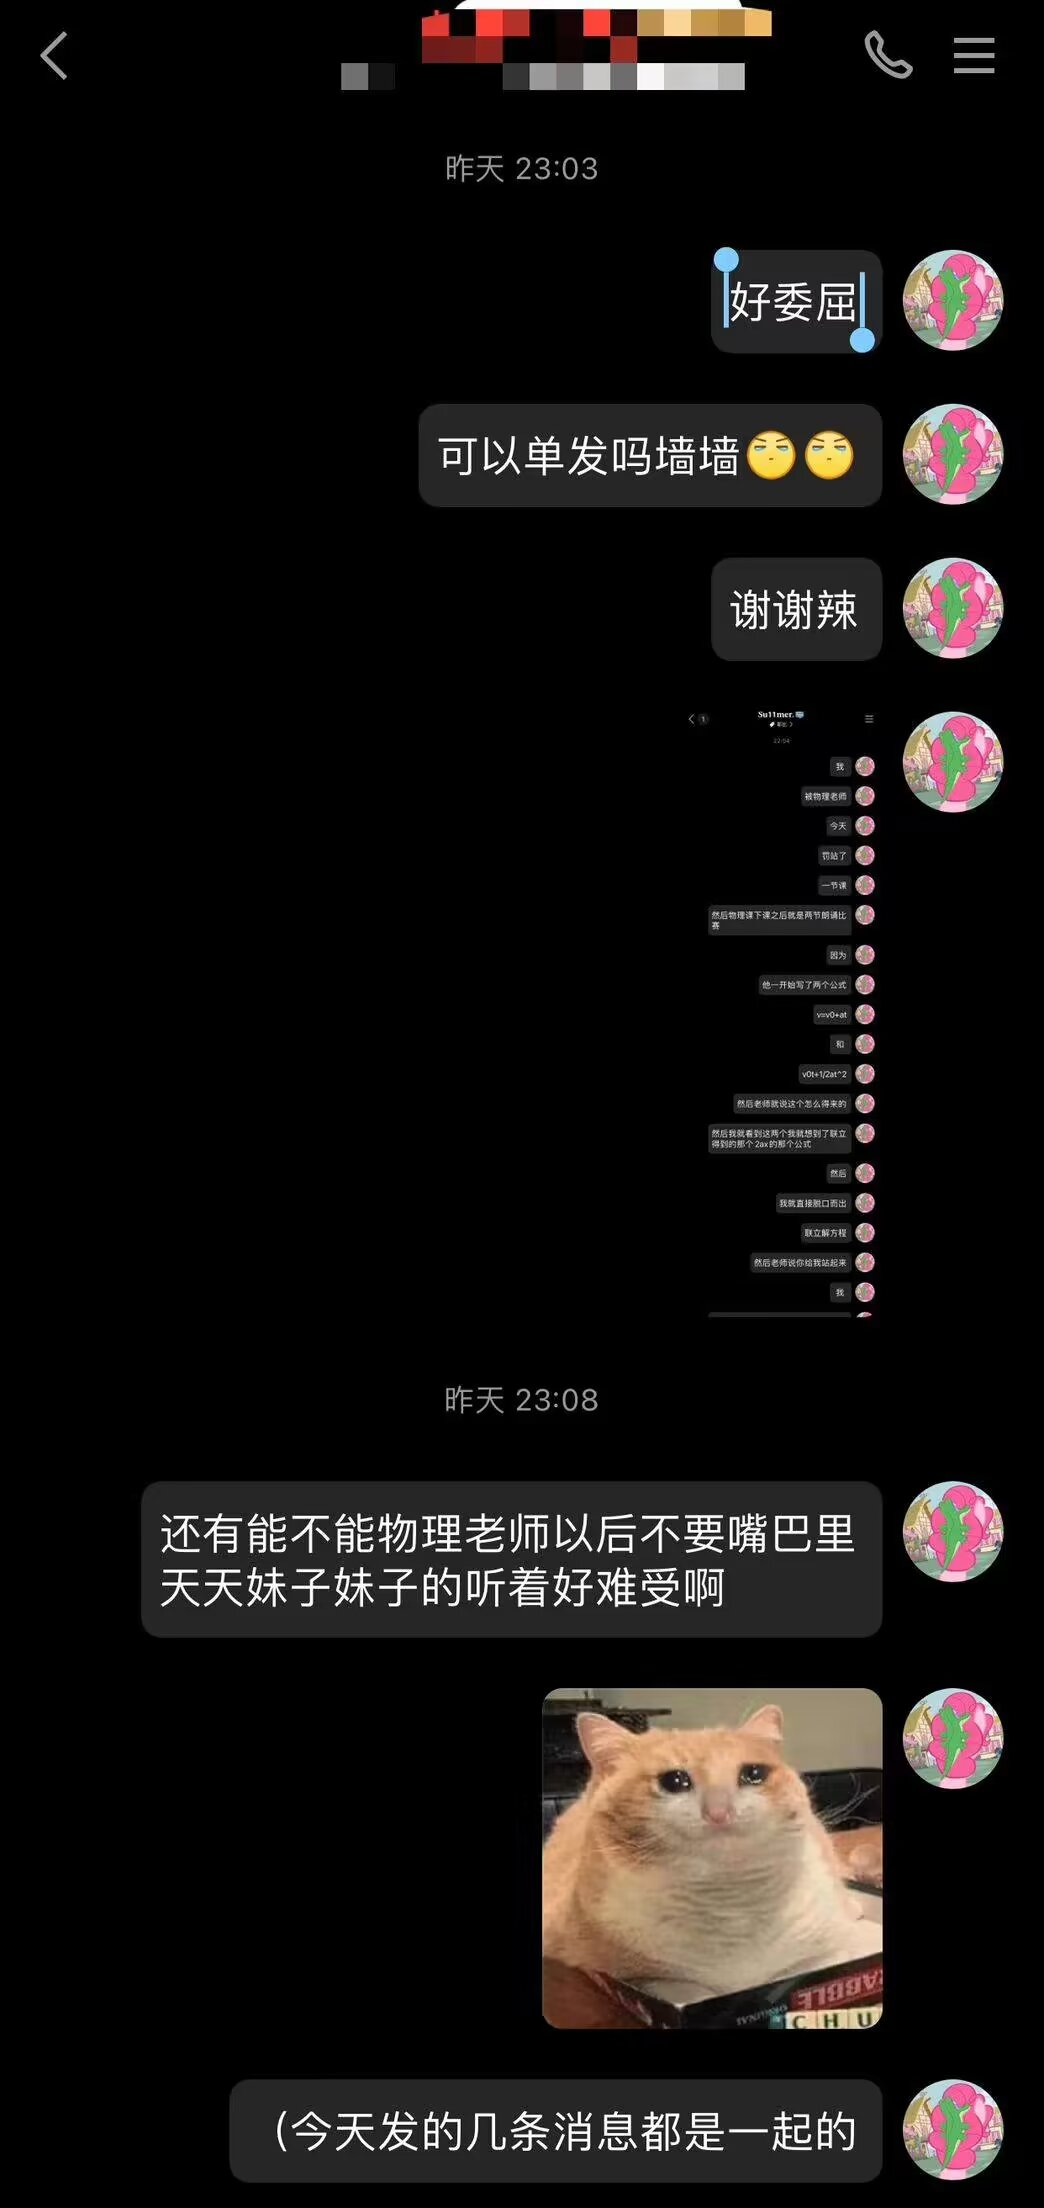 昨天 23:03
好委屈
可以单发吗墙墙
谢谢辣
1
Su11mer.
22:04
我
被物理老师
今天
罚站了
一节课
然后物理课下课之后就是两节朗诵比
赛
因为
他一开始写了两个公式
v=v0+at
和
v0t+1/2at^2
然后老师就说这个怎么得来的
然后我就看到这两个我就想到了联立
得到的那个2ax的那个公式
然后
我就直接脱口而出
联立解方程
然后老师说你给我站起来
我
昨天 23:08
还有能不能物理老师以后不要嘴巴里
天天妹子妹子的听着好难受啊
ORIGINAL
CHU
(今天发的几条消息都是一起的